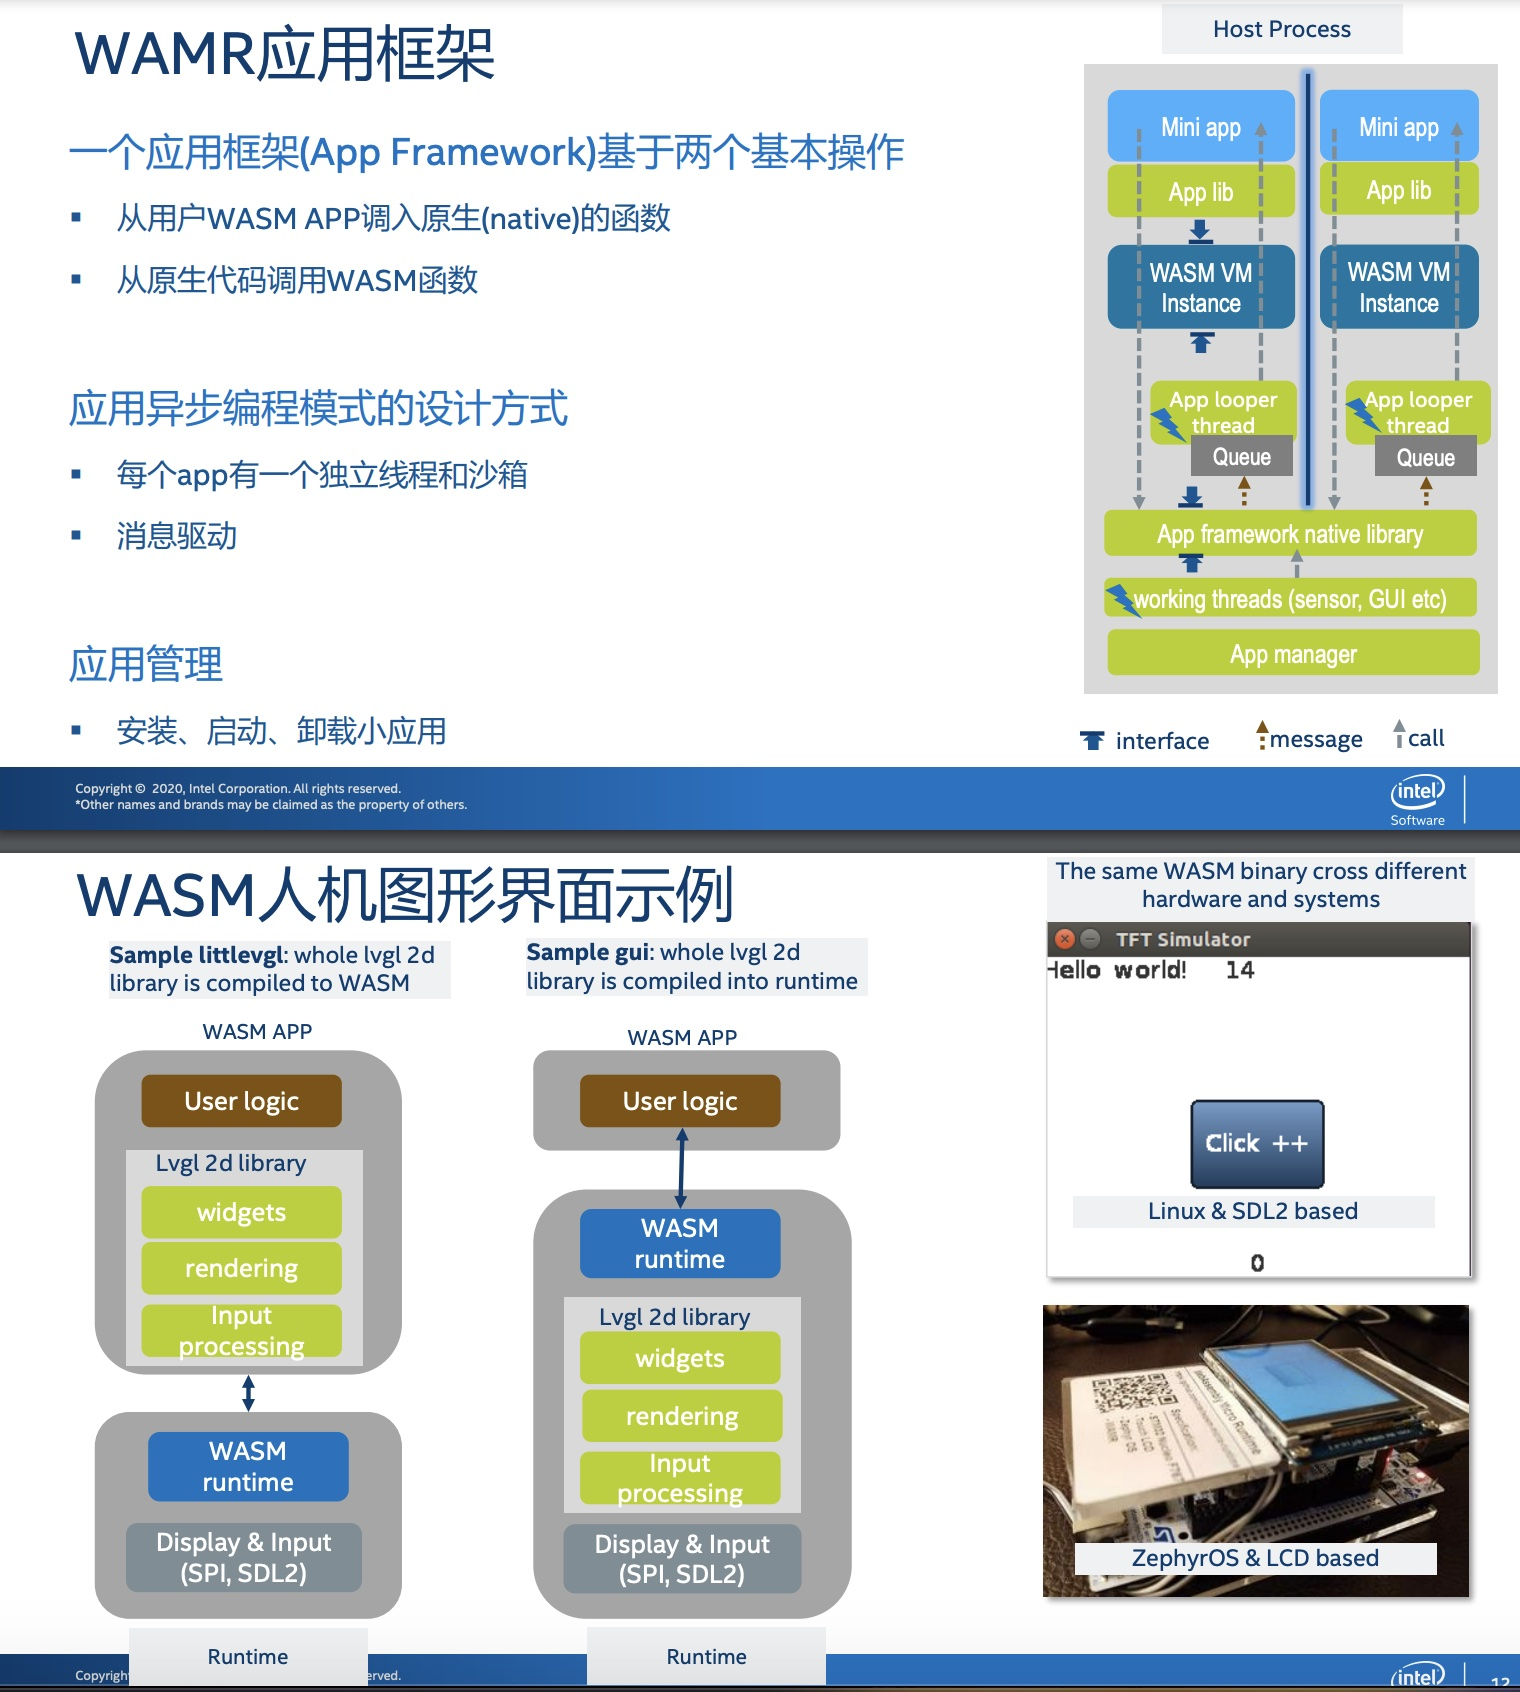 WAMR应用框架
一个应用框架(App Framework)基于两个基本操作
从用户WASM APP调入原生(native)的函数
从原生代码调用WASM函数
应用异步编程模式的设计方式
每个app有一个独立线程和沙箱
消息驱动
应用管理
安装、启动、卸载小应用
Host Process
Mini app
App lib
WASM VM
Instance
App looper
thread
Queue
Mini app
App lib
WASM VM
Instance
App looper
thread
Queue
App framework native library
working threads (sensor, GUI etc)
App manager
interface
message
call
Copyright © 2020, Intel Corporation. All rights reserved.
*Other names and brands may be claimed as the property of others.
intel
Software
WASM人机图形界面示例
Sample littlevgl: whole lvgl 2d
library is compiled to WASM
WASM APP
User logic
Lvgl 2d library
widgets
rendering
Input
processing
WASM
runtime
Display & Input
(SPI, SDL2)
Runtime
Sample gui: whole lvgl 2d
library is compiled into runtime
WASM APP
User logic
WASM
runtime
Lvgl 2d library
widgets
rendering
Input
processing
Display & Input
(SPI, SDL2)
Runtime
The same WASM binary cross different
hardware and systems
TFT Simulator
Hello world! 14
Click ++
Linux & SDL2 based
0
WebAssembly Micro Runtime
ZephyrOS & LCD based
Copyrigh
erved.
intel
12